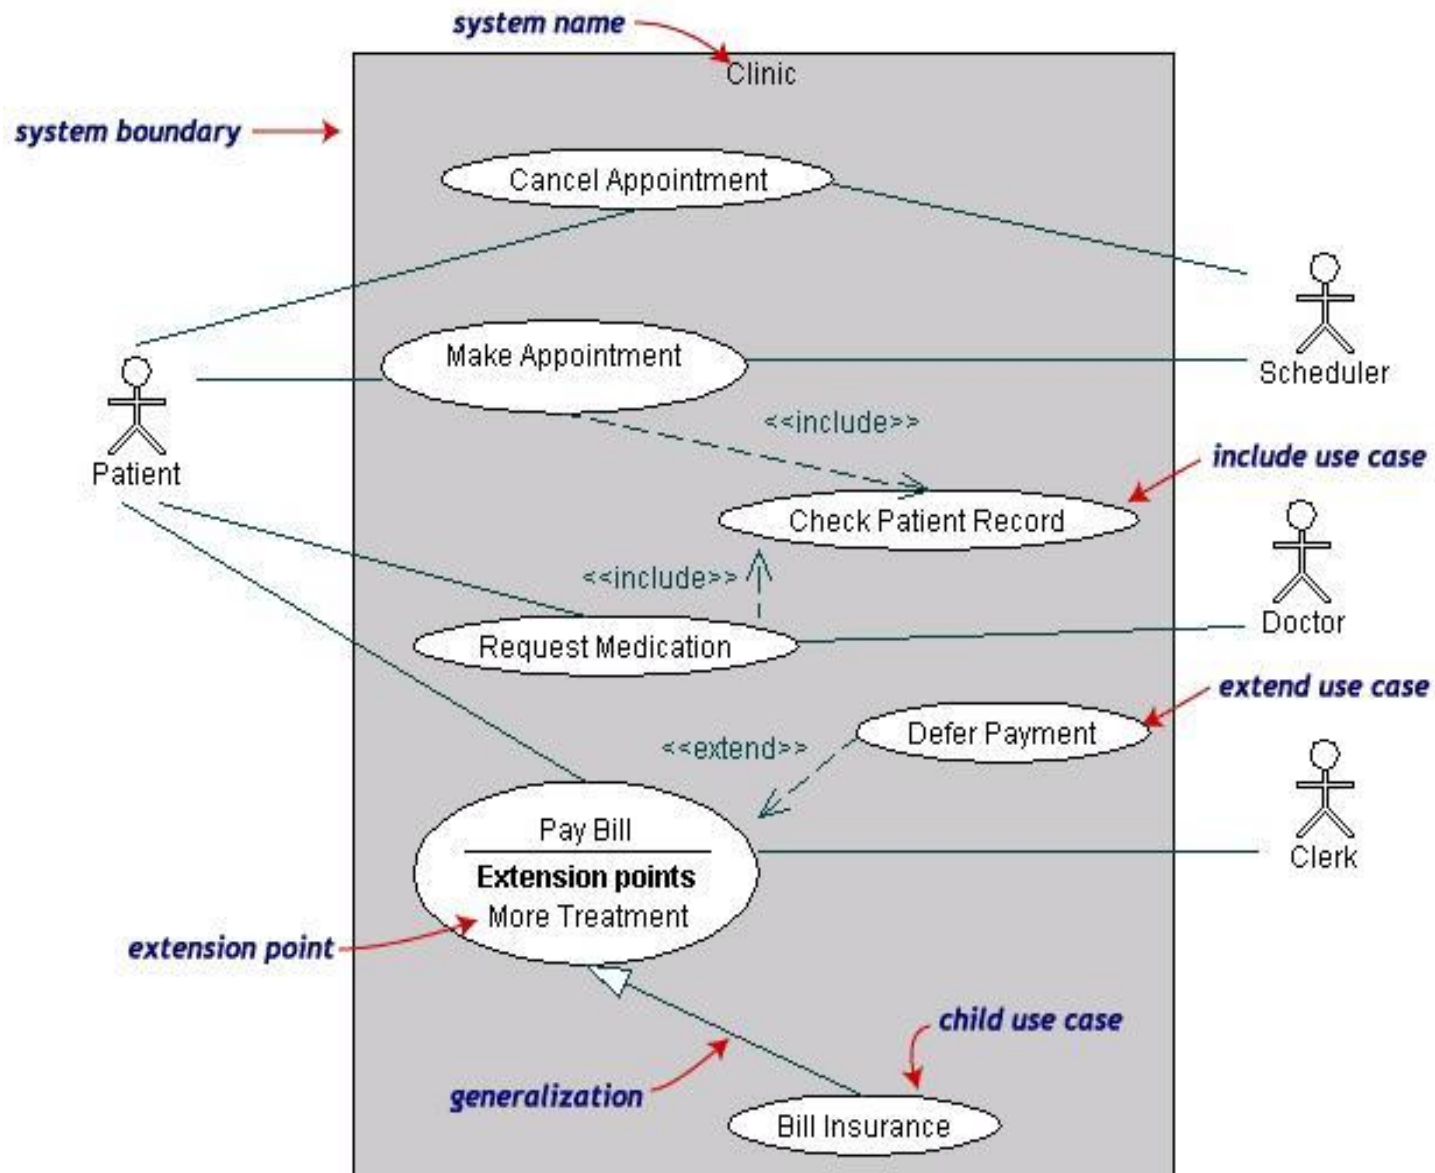 system name
Clinic
system boundary
Cancel Appointment
Make Appointment
Scheduler
<<include>>
include use case
Patient
Check Patient Record
<<include>>
Doctor
Request Medication
extend use case
Defer Payment
<<extend>>
Pay Bill
Clerk
Extension points
More Treatment
extension point
child use case
generalization
Bill Insurance